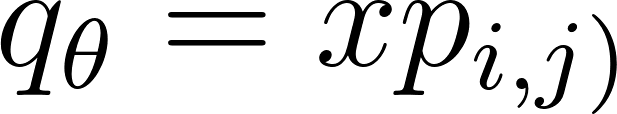 q_{\theta} = xp_{i,j)}